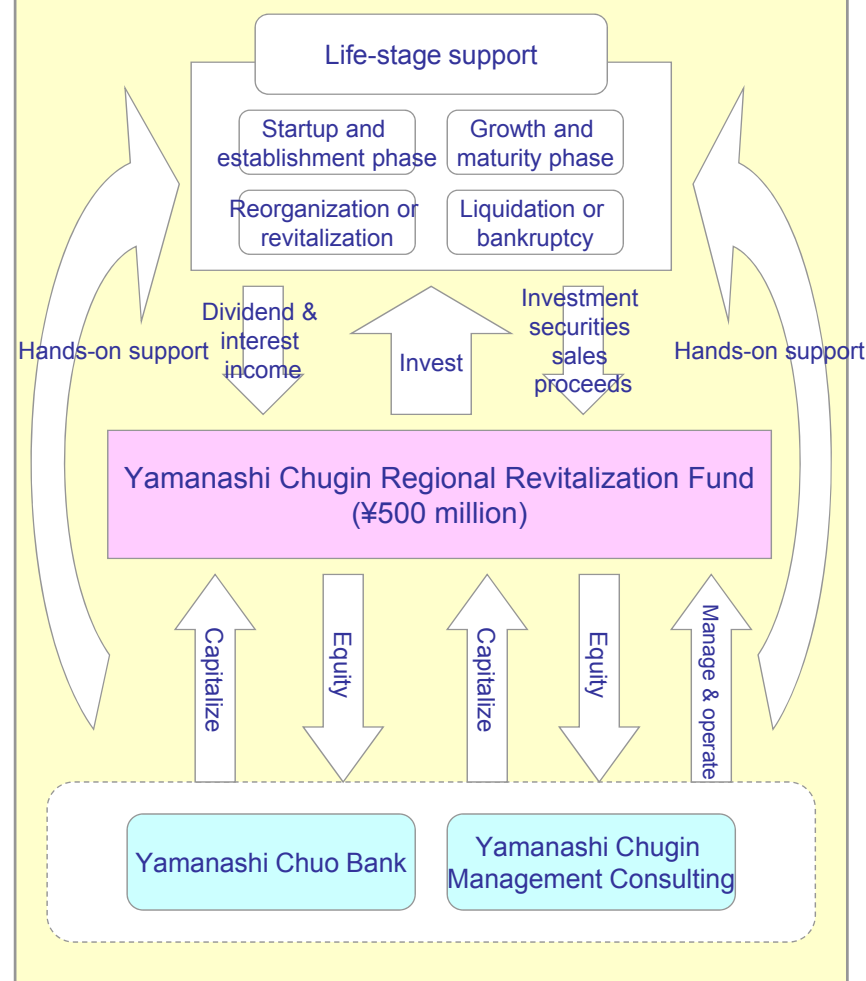 Life-stage support
Startup and
establishment phase
Growth and
maturity phase
Reorganization or
revitalization
Liquidation or
bankruptcy
Hands-on support
Dividend &
interest
income
Invest
Investment
securities
sales
proceeds
Hands-on support
Yamanashi Chugin Regional Revitalization Fund
(¥500 million)
Capitalize
Equity
Capitalize
Equity
Manage & operate
Yamanashi Chuo Bank
Yamanashi Chugin
Management Consulting